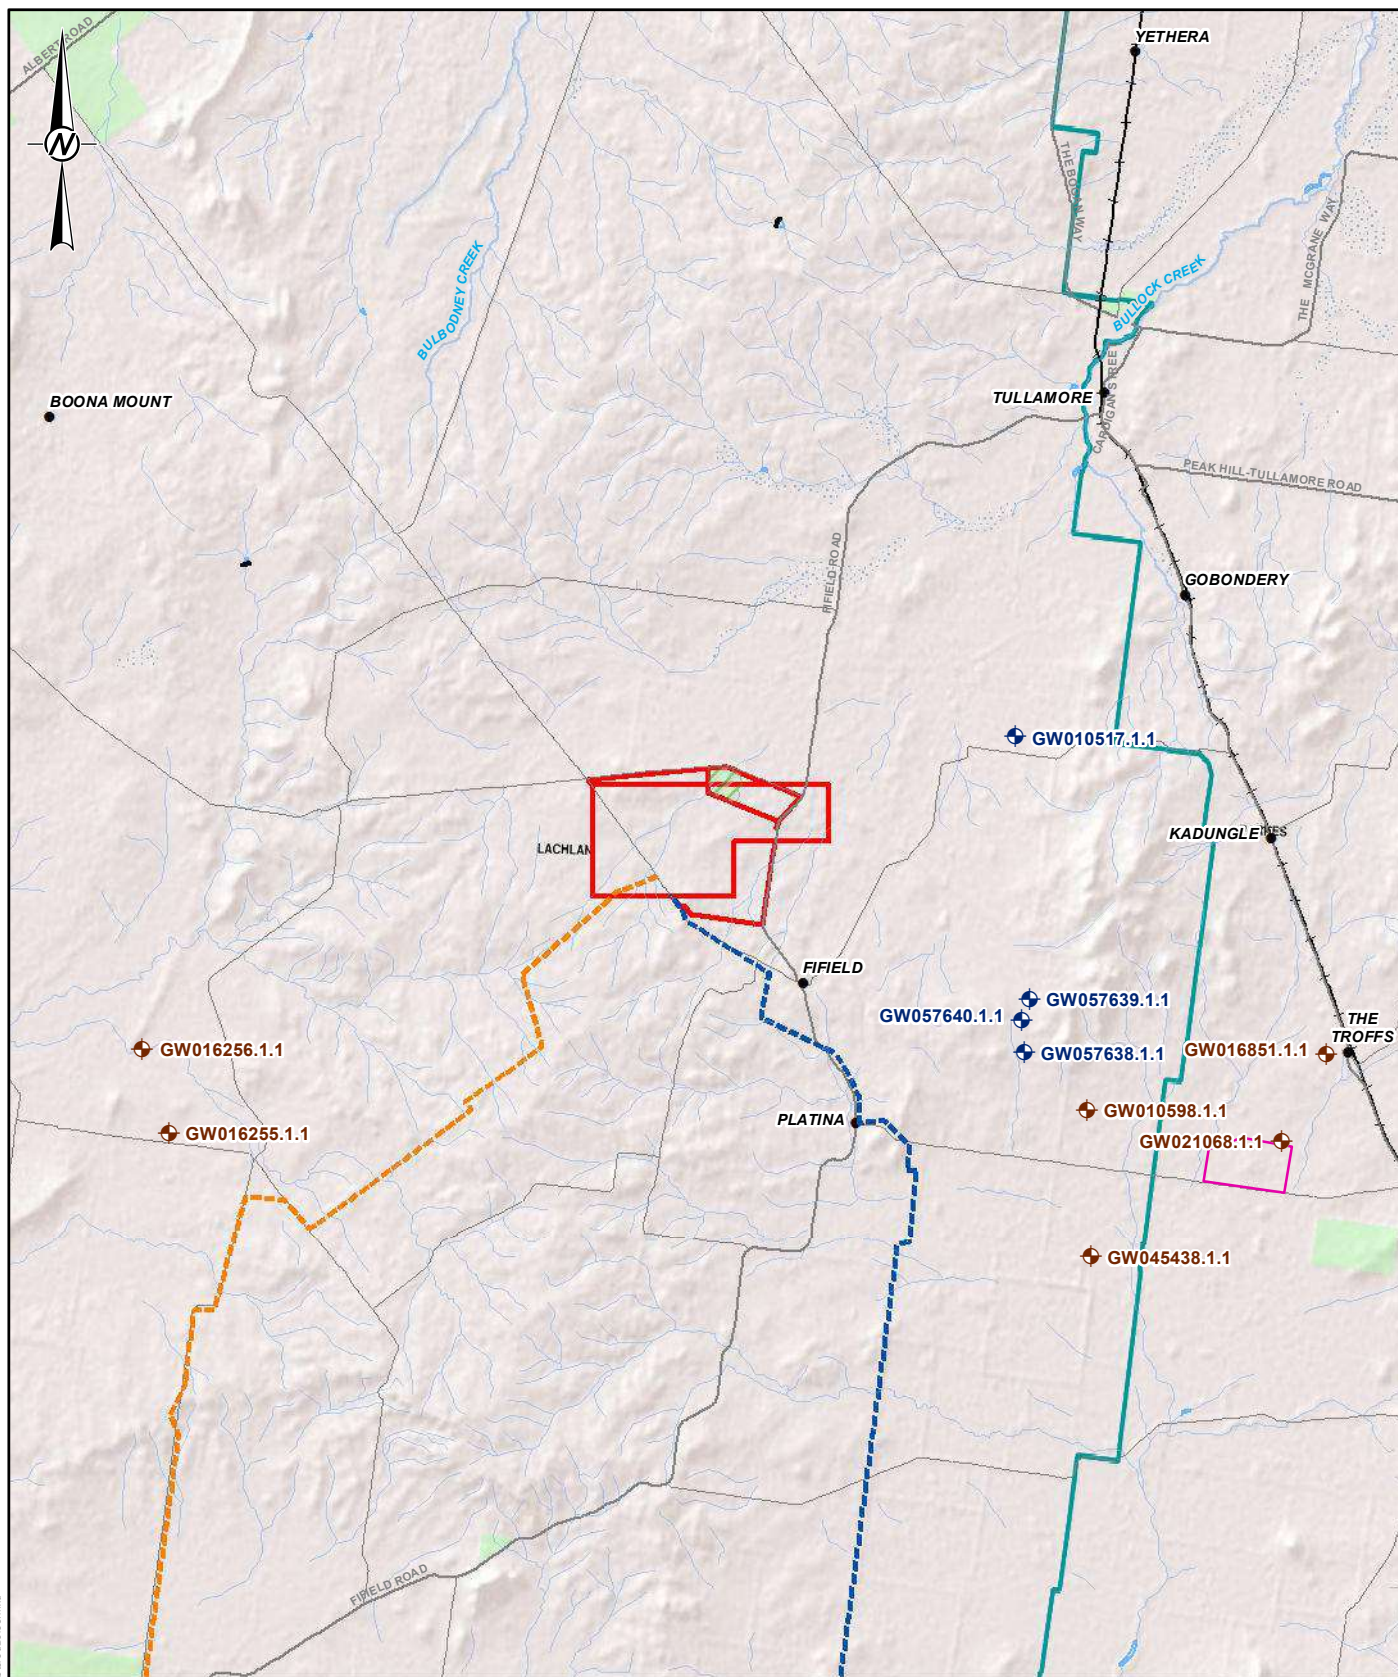 ALBERT ROAD
YETHERA
N
THE BOGAN WAY
THE MCGRANE WAY
BULBODNEY CREEK
BULLOCK CREEK
BOONA MOUNT
TULLAMORE
PEAK HILL-TULLAMORE ROAD
FIFIELD ROAD
GOBONDERY
GW010517.1.1
KADUNGLE
LACHLAN
FIFIELD
GW057639.1.1
GW057640.1.1
THE
TROFFS
GW016256.1.1
GW057638.1.1
GW016851.1.1
GW010598.1.1
PLATINA
GW016255.1.1
GW021068.1.1
GW045438.1.1
FIFIELD ROAD